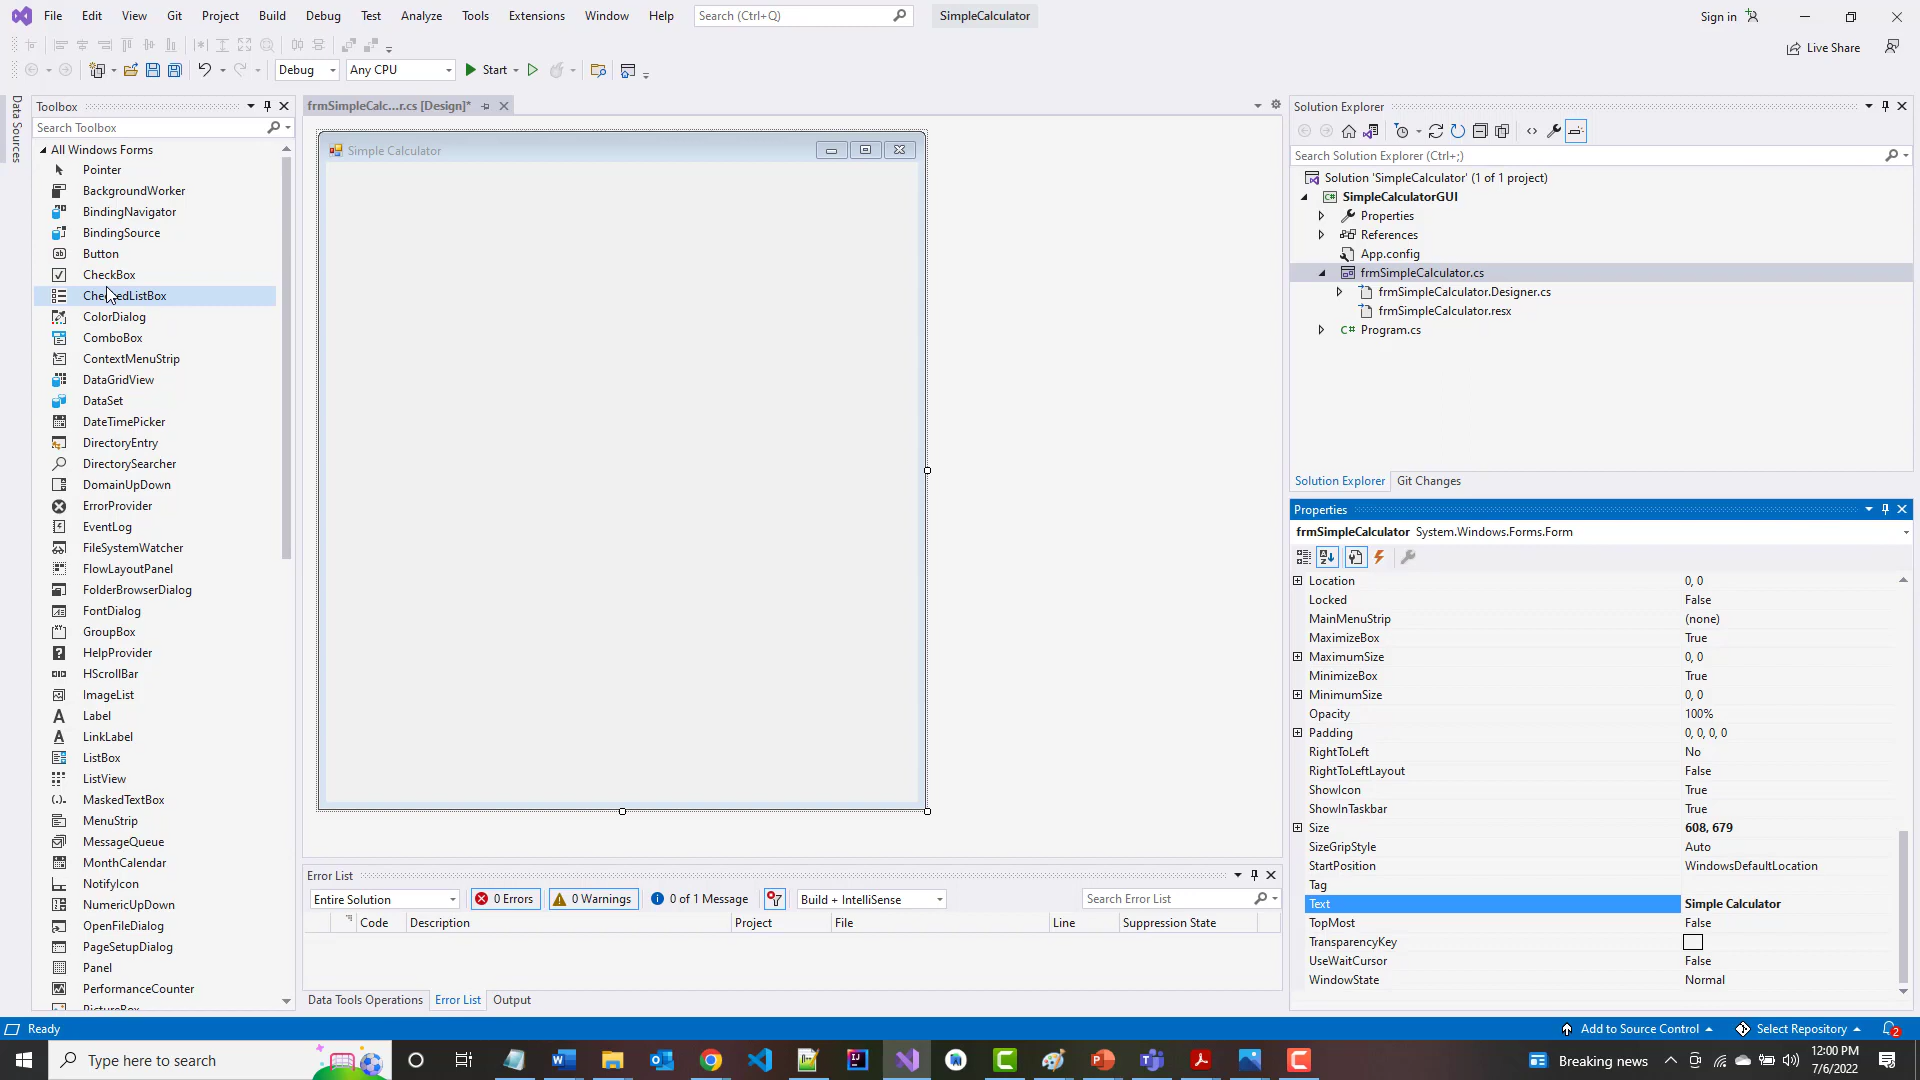 File Edit View Git Project Build Debug Test Analyze Tools Extensions Window Help Search (Ctrl+Q) SimpleCalculator Sign in
Live Share
Debug Any CPU Start
Data Sources
Toolbox
Search Toolbox
All Windows Forms
Pointer
BackgroundWorker
BindingNavigator
BindingSource
Button
CheckBox
CheckedListBox
ColorDialog
ComboBox
ContextMenuStrip
DataGridView
DataSet
DateTimePicker
DirectoryEntry
DirectorySearcher
DomainUpDown
ErrorProvider
EventLog
FileSystemWatcher
FlowLayoutPanel
FolderBrowserDialog
FontDialog
GroupBox
HelpProvider
HScrollBar
ImageList
Label
LinkLabel
ListBox
ListView
MaskedTextBox
MenuStrip
MessageQueue
MonthCalendar
NotifyIcon
NumericUpDown
OpenFileDialog
PageSetupDialog
Panel
PerformanceCounter
frmSimpleCalc...r.cs [Design]*
Simple Calculator
Error List
Entire Solution 0 Errors 0 Warnings 0 of 1 Message Build + IntelliSense Search Error List
Code Description Project File Line Suppression State
Data Tools Operations Error List Output
Solution Explorer
Search Solution Explorer (Ctrl+;)
Solution 'SimpleCalculator' (1 of 1 project)
SimpleCalculatorGUI
Properties
References
App.config
frmSimpleCalculator.cs
frmSimpleCalculator.Designer.cs
frmSimpleCalculator.resx
C# Program.cs
Solution Explorer Git Changes
Properties
frmSimpleCalculator System.Windows.Forms.Form
Location 0, 0
Locked False
MainMenuStrip (none)
MaximizeBox True
MaximumSize 0, 0
MinimizeBox True
MinimumSize 0, 0
Opacity 100%
Padding 0, 0, 0, 0
RightToLeft No
RightToLeftLayout False
ShowIcon True
ShowInTaskbar True
Size 608, 679
SizeGripStyle Auto
StartPosition WindowsDefaultLocation
Tag
Text Simple Calculator
TopMost False
TransparencyKey
UseWaitCursor False
WindowState Normal
Ready Add to Source Control Select Repository 2
Type here to search Breaking news 12:00 PM
7/6/2022 2